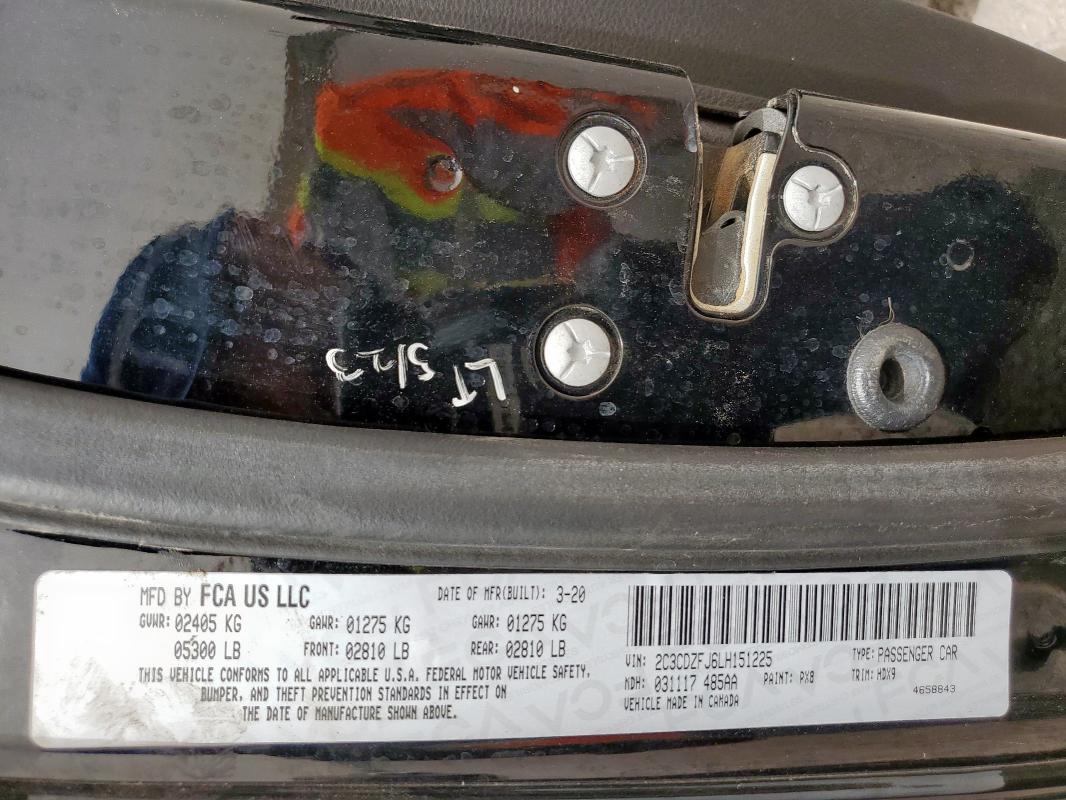 LT
5/23
MFD BY FCA US LLC
DATE OF MFR(BUILT): 3-20
GVWR: 02405 KG
GAWR: 01275 KG
GAWR: 01275 KG
05300 LB
FRONT: 02810 LB
REAR: 02810 LB
THIS VEHICLE CONFORMS TO ALL APPLICABLE U.S.A. FEDERAL MOTOR VEHICLE SAFETY,
BUMPER, AND THEFT PREVENTION STANDARDS IN EFFECT ON
THE DATE OF MANUFACTURE SHOWN ABOVE.
VIN: 2C3CDZFJ6LH151225
TYPE: PASSENGER CAR
MDH: 031117 485AA
PAINT: PX8
TRIM: HDX9
VEHICLE MADE IN CANADA
4658843